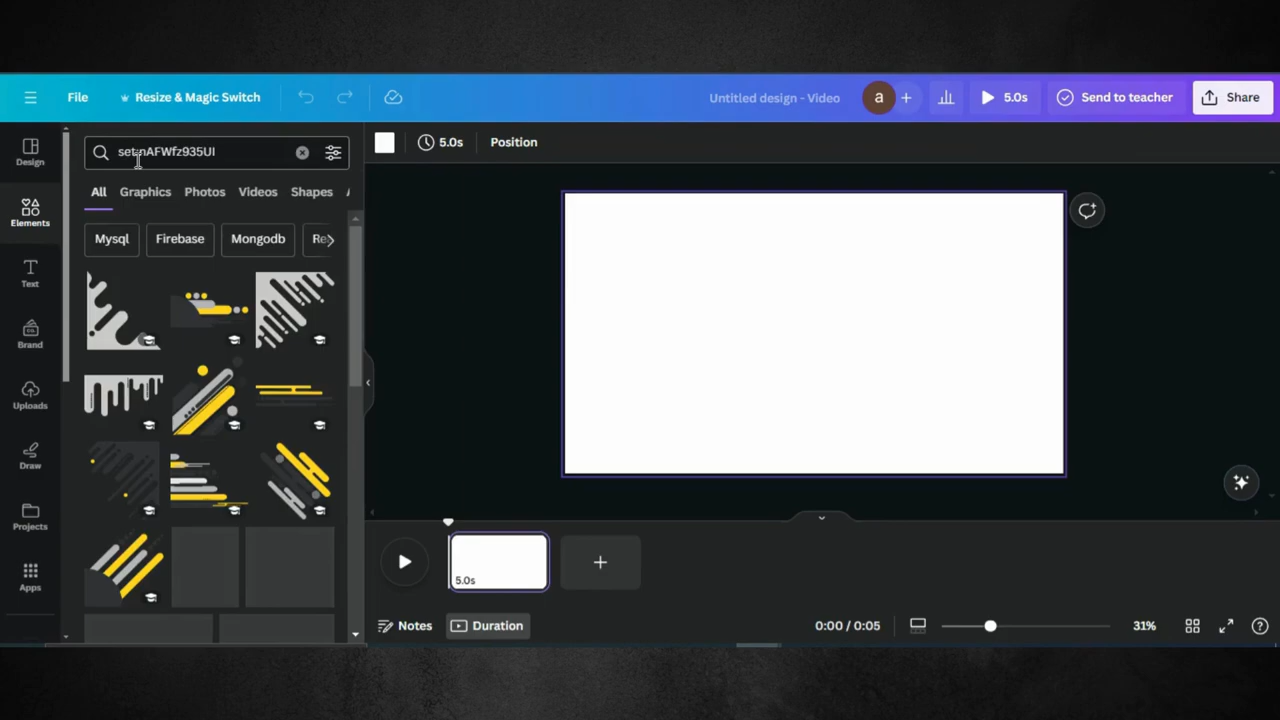 File
Resize & Magic Switch
Untitled design - Video
a
5.0s
Send to teacher
Share
Design
Elements
Text
Brand
Uploads
Draw
Projects
Apps
All
Graphics
Photos
Videos
Shapes
Mysql
Firebase
Mongodb
5.0s
Position
5.0s
Notes
Duration
0:00 / 0:05
31%